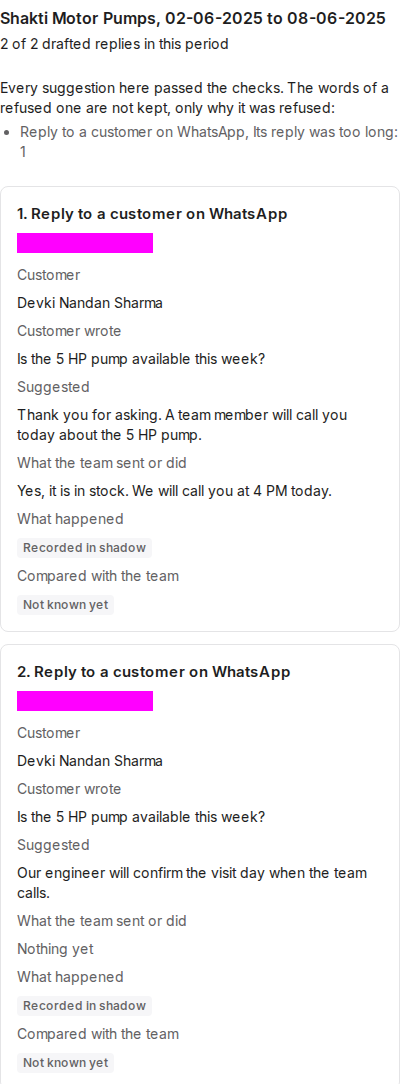 Shakti Motor Pumps, 02-06-2025 to 08-06-2025
2 of 2 drafted replies in this period
Every suggestion here passed the checks. The words of a
refused one are not kept, only why it was refused:
• Reply to a customer on WhatsApp, Its reply was too long:
1
1. Reply to a customer on WhatsApp
Customer
Devki Nandan Sharma
Customer wrote
Is the 5 HP pump available this week?
Suggested
Thank you for asking. A team member will call you
today about the 5 HP pump.
What the team sent or did
Yes, it is in stock. We will call you at 4 PM today.
What happened
Recorded in shadow
Compared with the team
Not known yet
2. Reply to a customer on WhatsApp
Customer
Devki Nandan Sharma
Customer wrote
Is the 5 HP pump available this week?
Suggested
Our engineer will confirm the visit day when the team
calls.
What the team sent or did
Nothing yet
What happened
Recorded in shadow
Compared with the team
Not known yet